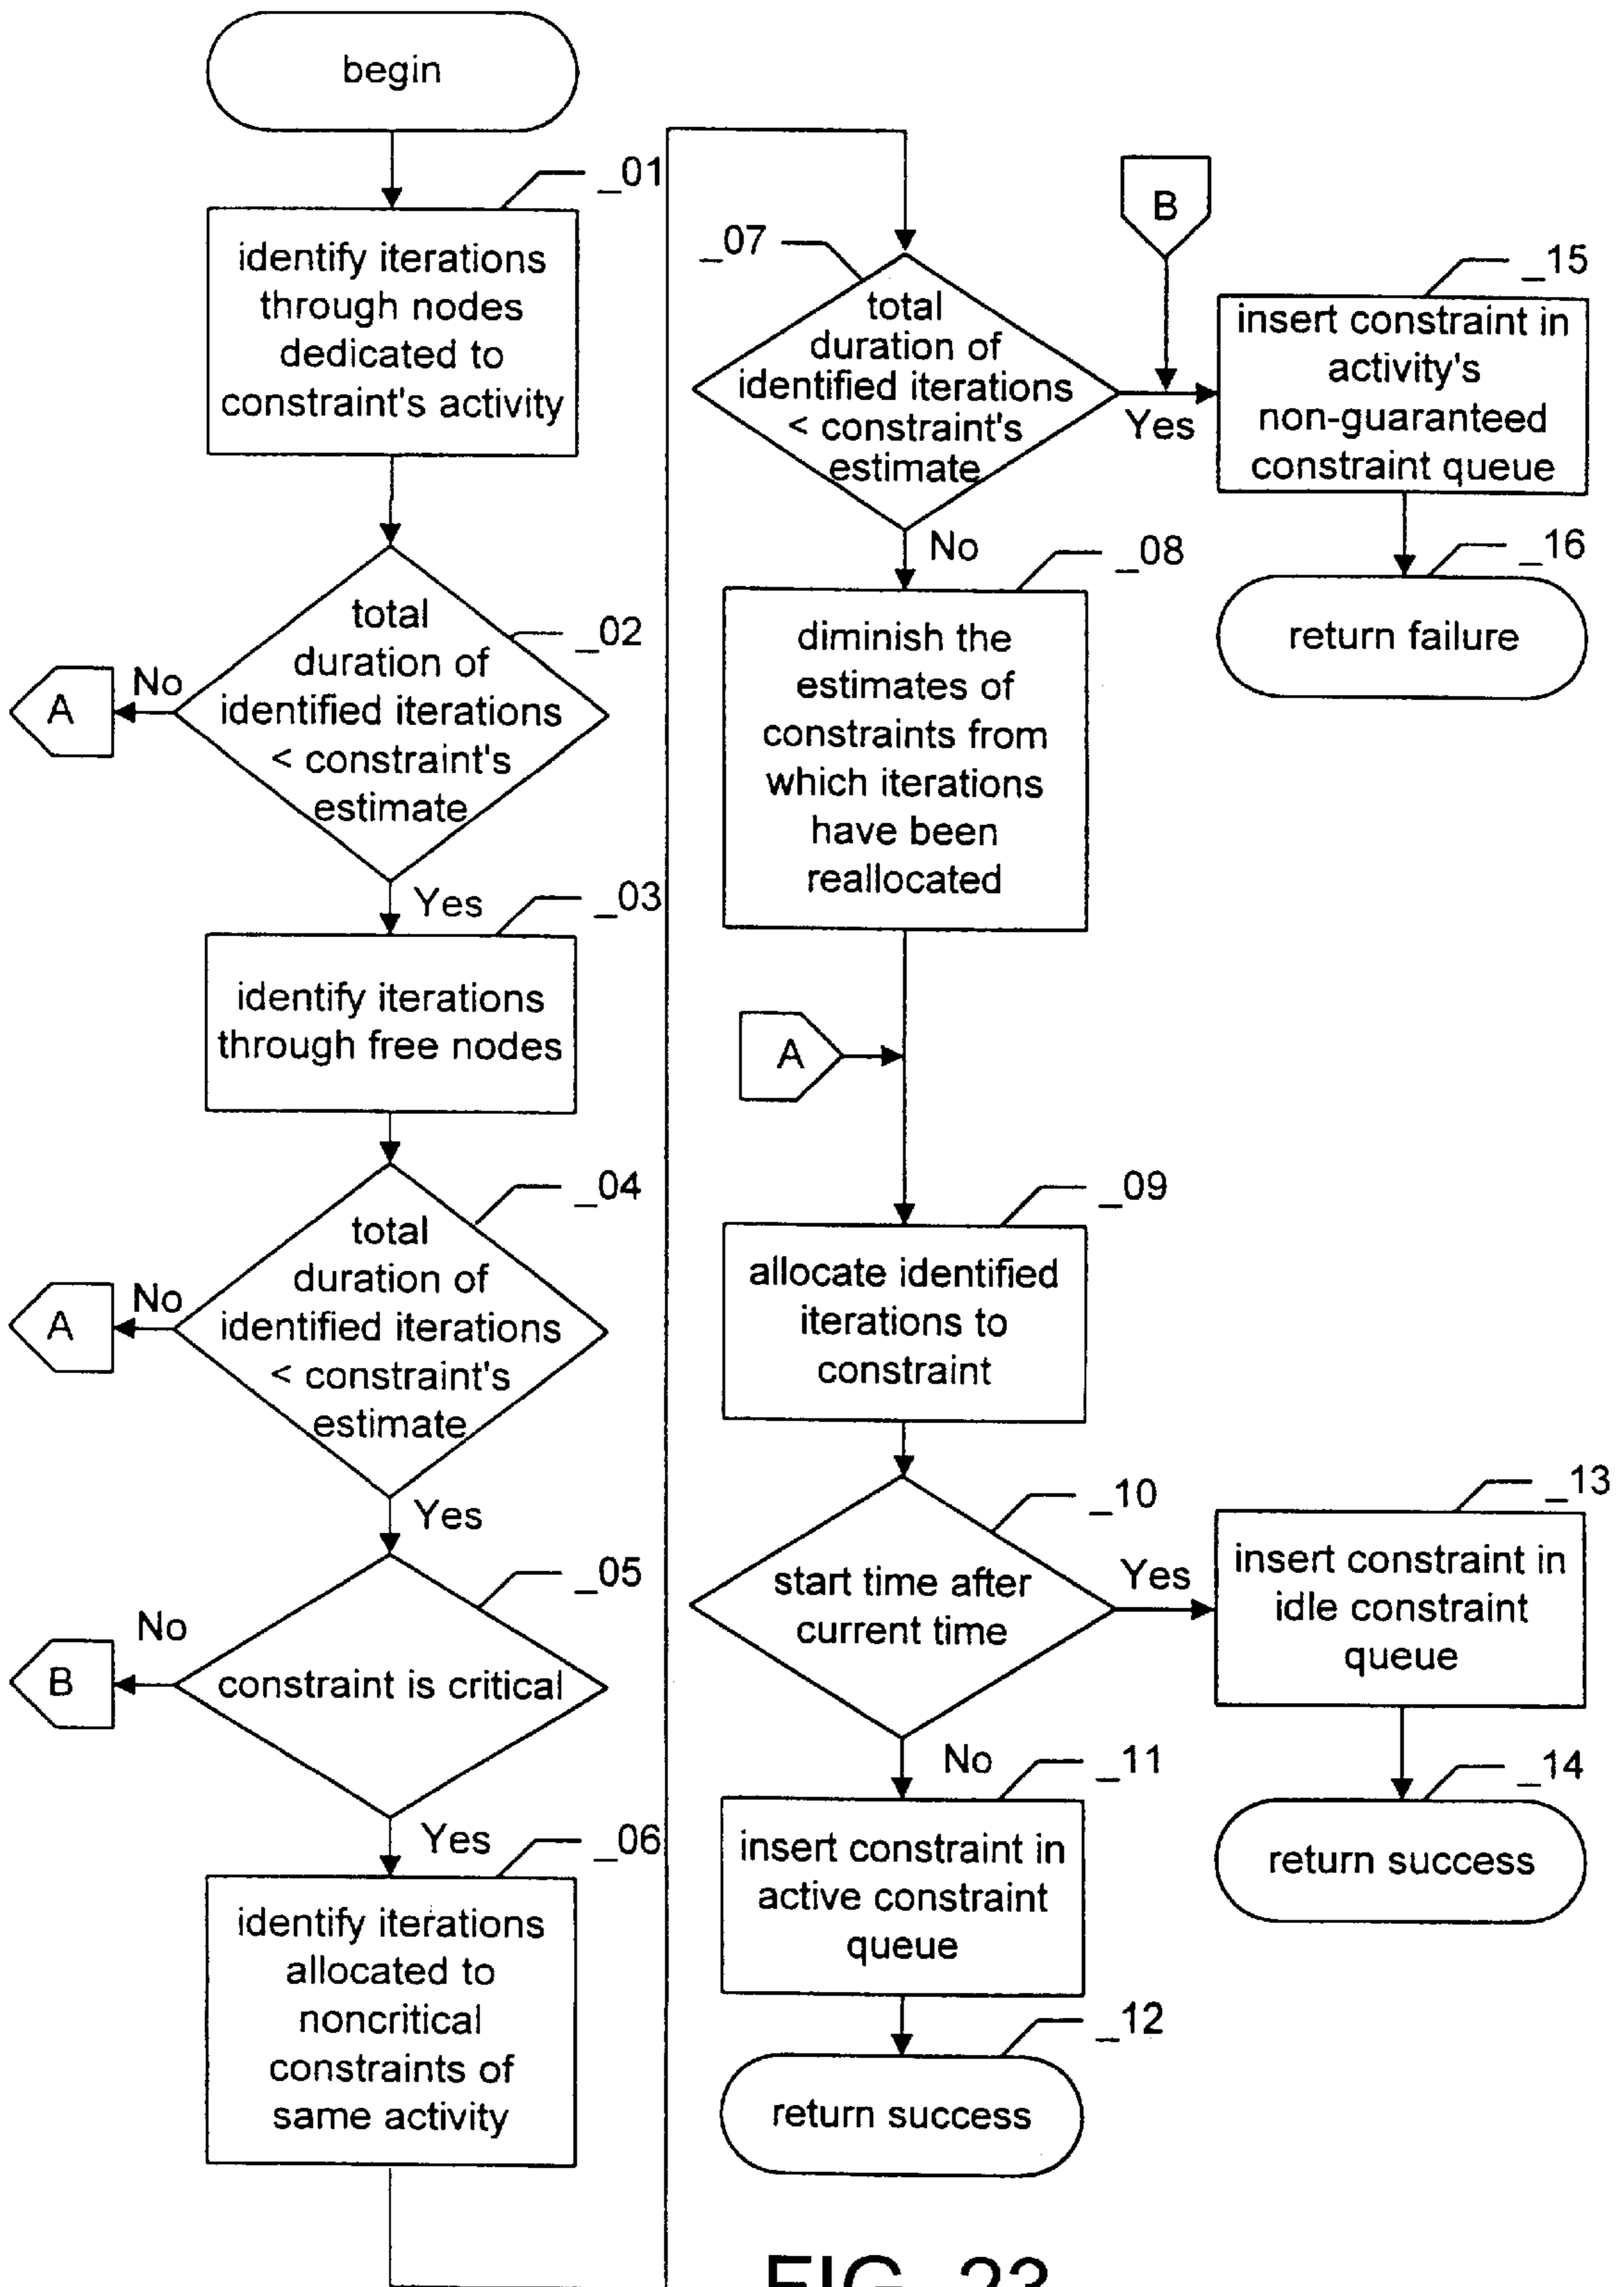 begin
_01
identify iterations
through nodes
dedicated to
constraint's activity
_02
total
duration of
identified iterations
< constraint's
estimate
No
A
Yes
_03
identify iterations
through free nodes
_04
total
duration of
identified iterations
< constraint's
estimate
No
A
Yes
_05
constraint is critical
No
B
Yes
_06
identify iterations
allocated to
noncritical
constraints of
same activity
_07
total
duration of
identified iterations
< constraint's
estimate
B
Yes
_15
insert constraint in
activity's
non-guaranteed
constraint queue
_16
return failure
No
_08
diminish the
estimates of
constraints from
which iterations
have been
reallocated
A
_09
allocate identified
iterations to
constraint
_10
start time after
current time
Yes
_13
insert constraint in
idle constraint
queue
_14
return success
No
_11
insert constraint in
active constraint
queue
_12
return success
FIG. 23